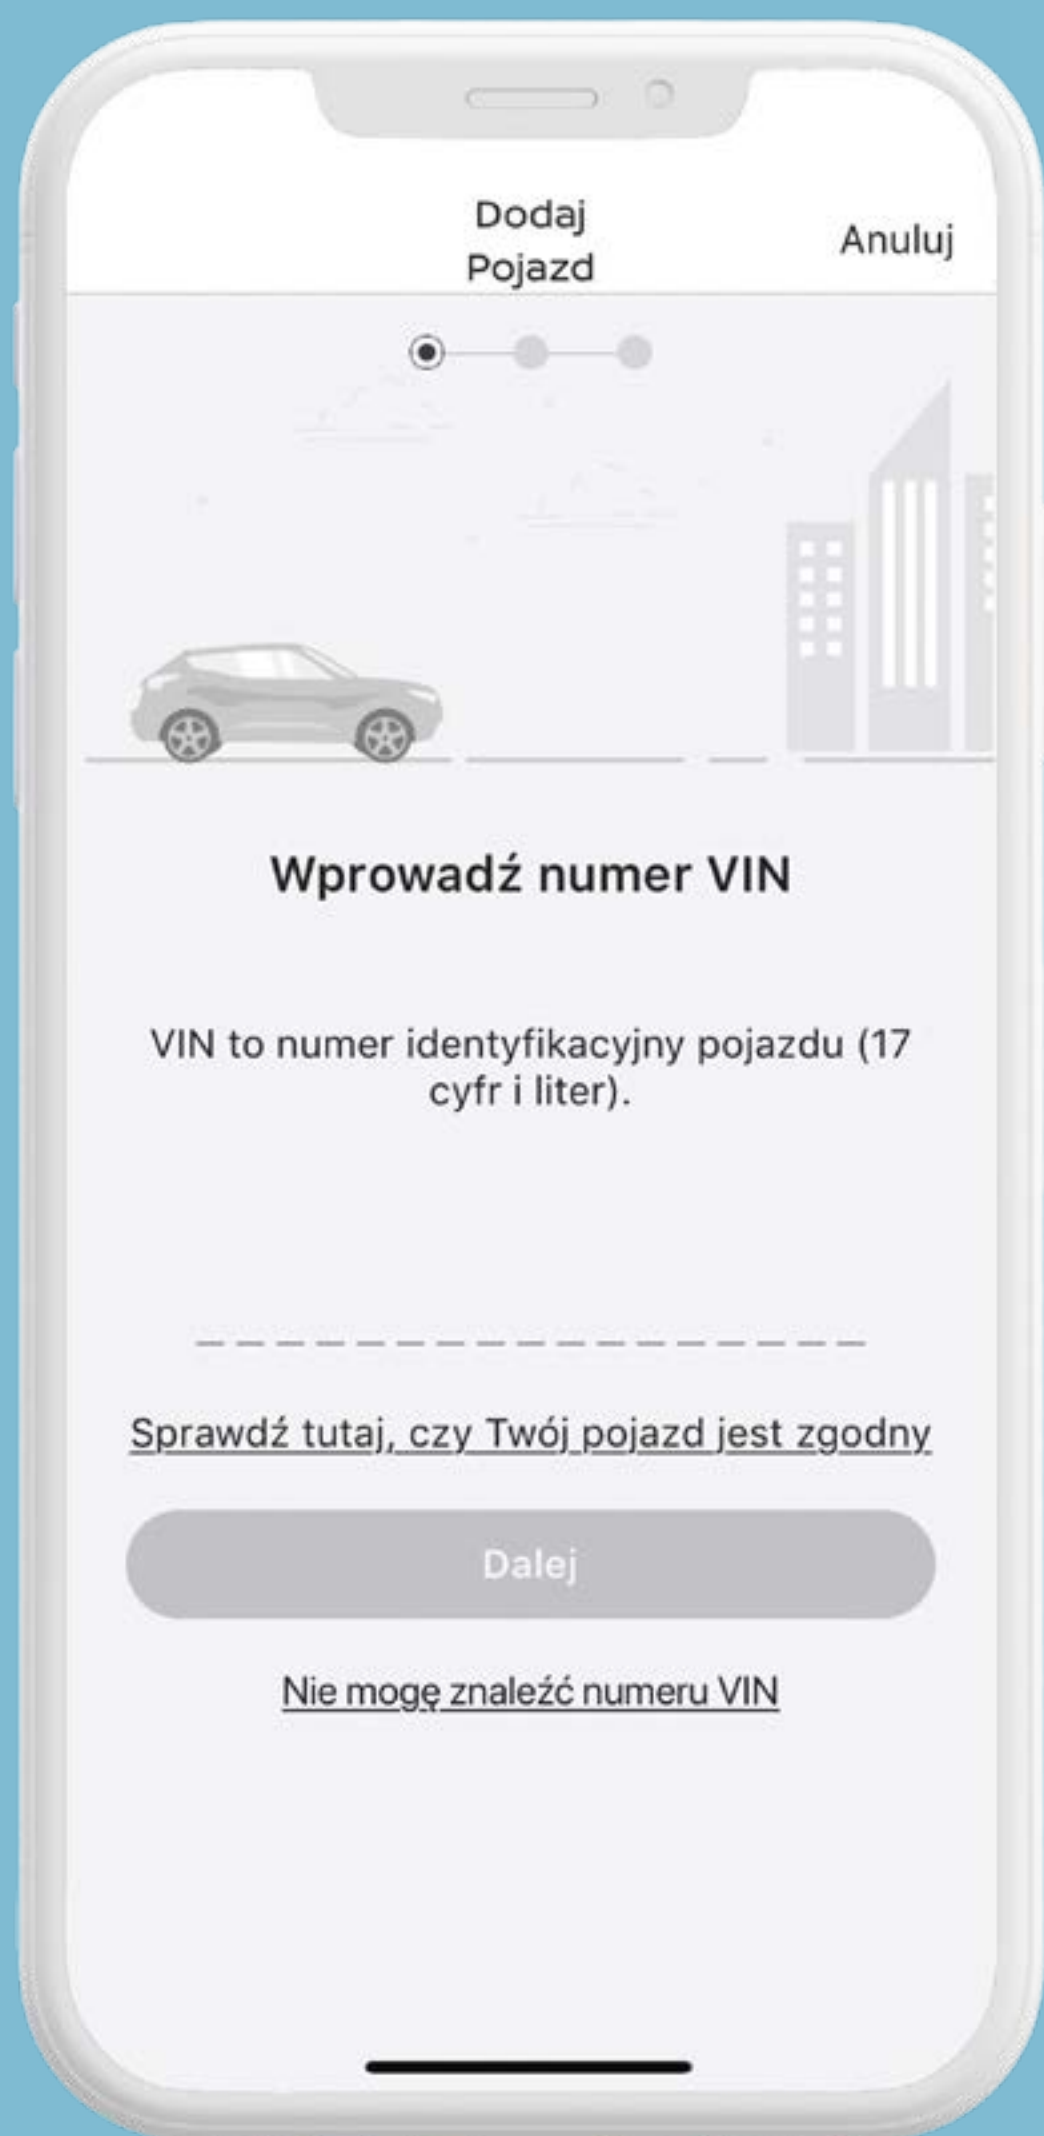 Dodaj
Pojazd
Anuluj
Wprowadź numer VIN
VIN to numer identyfikacyjny pojazdu (17
cyfr i liter).
Sprawdź tutaj, czy Twój pojazd jest zgodny
Dalej
Nie mogę znaleźć numeru VIN